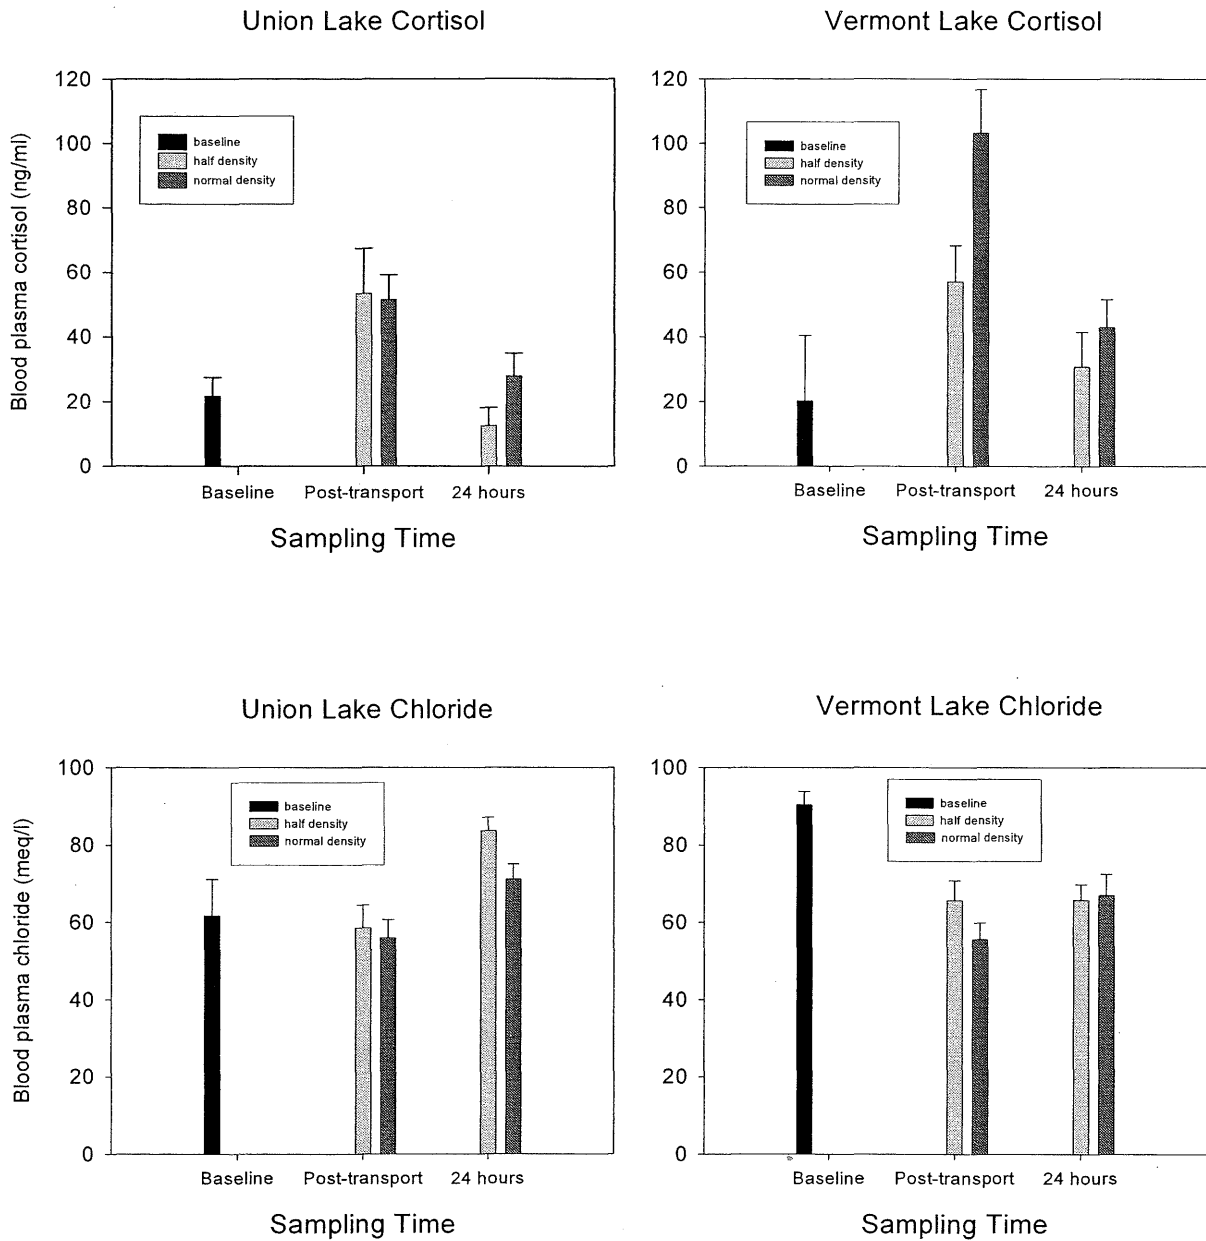 Union Lake Cortisol
Blood plasma cortisol (ng/ml)
120
100
80
60
40
20
0
baseline
half density
normal density
Baseline Post-transport 24 hours
Sampling Time
Vermont Lake Cortisol
120
100
80
60
40
20
0
baseline
half density
normal density
Baseline Post-transport 24 hours
Sampling Time
Union Lake Chloride
Blood plasma chloride (meq/l)
100
80
60
40
20
0
baseline
half density
normal density
Baseline Post-transport 24 hours
Sampling Time
Vermont Lake Chloride
100
80
60
40
20
0
baseline
half density
normal density
Baseline Post-transport 24 hours
Sampling Time